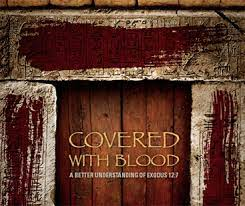 COVERED
WITH BLOOD
A BETTER UNDERSTANDING OF EXODUS 12:7